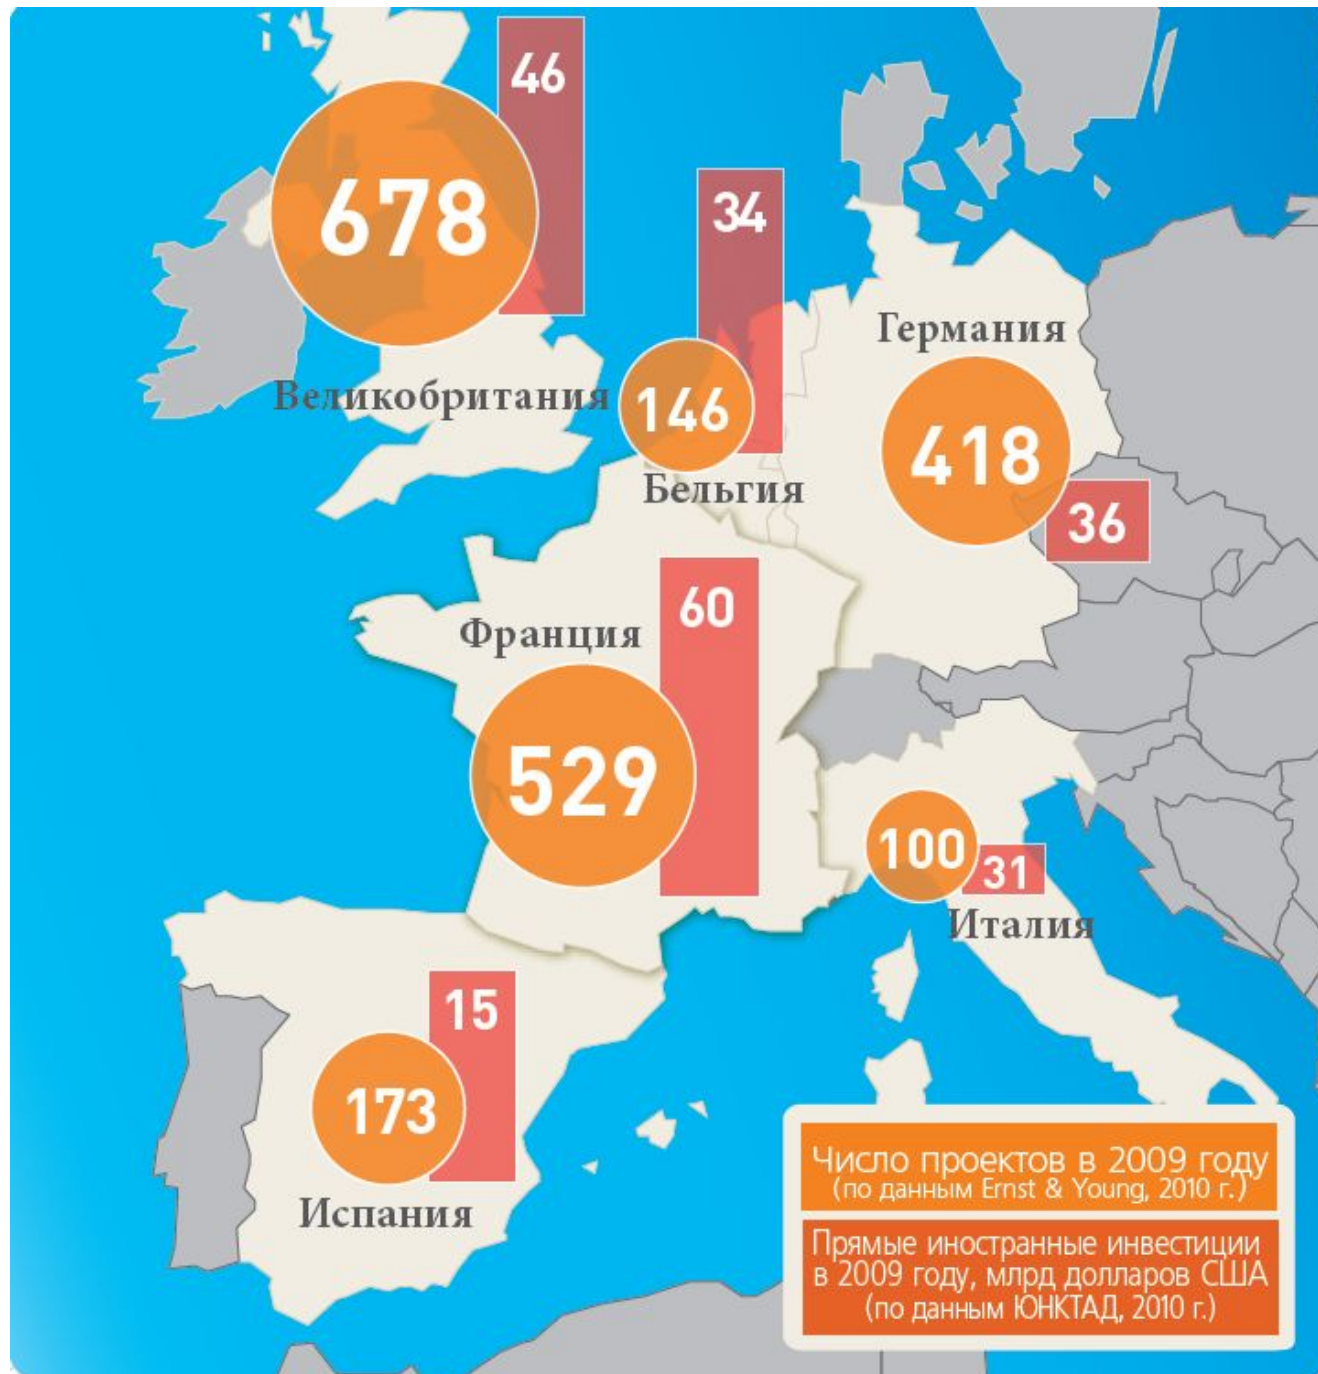 46
678
34
Германия
Великобритания
146
418
Бельгия
36
60
Франция
529
100
31
Италия
15
173
Испания
Число проектов в 2009 году
(по данным Ernst & Young, 2010 г.)
Прямые иностранные инвестиции
в 2009 году, млрд долларов США
(по данным ЮНКТАД, 2010 г.)